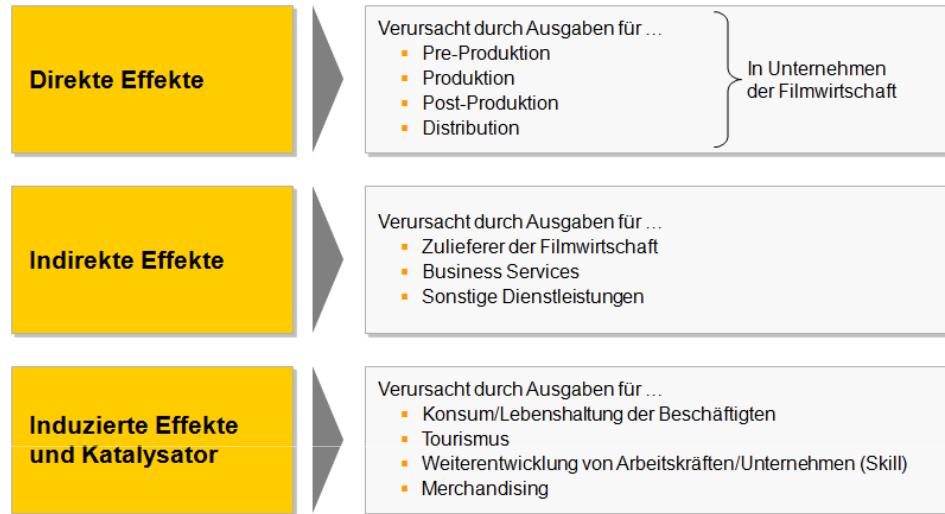 Direkte Effekte
Verursacht durch Ausgaben für ...
Pre-Produktion
Produktion
Post-Produktion
Distribution
In Unternehmen
der Filmwirtschaft
Indirekte Effekte
Verursacht durch Ausgaben für ...
Zulieferer der Filmwirtschaft
Business Services
Sonstige Dienstleistungen
Induzierte Effekte
und Katalysator
Verursacht durch Ausgaben für ...
Konsum/Lebenshaltung der Beschäftigten
Tourismus
Weiterentwicklung von Arbeitskräften/Unternehmen (Skill)
Merchandising